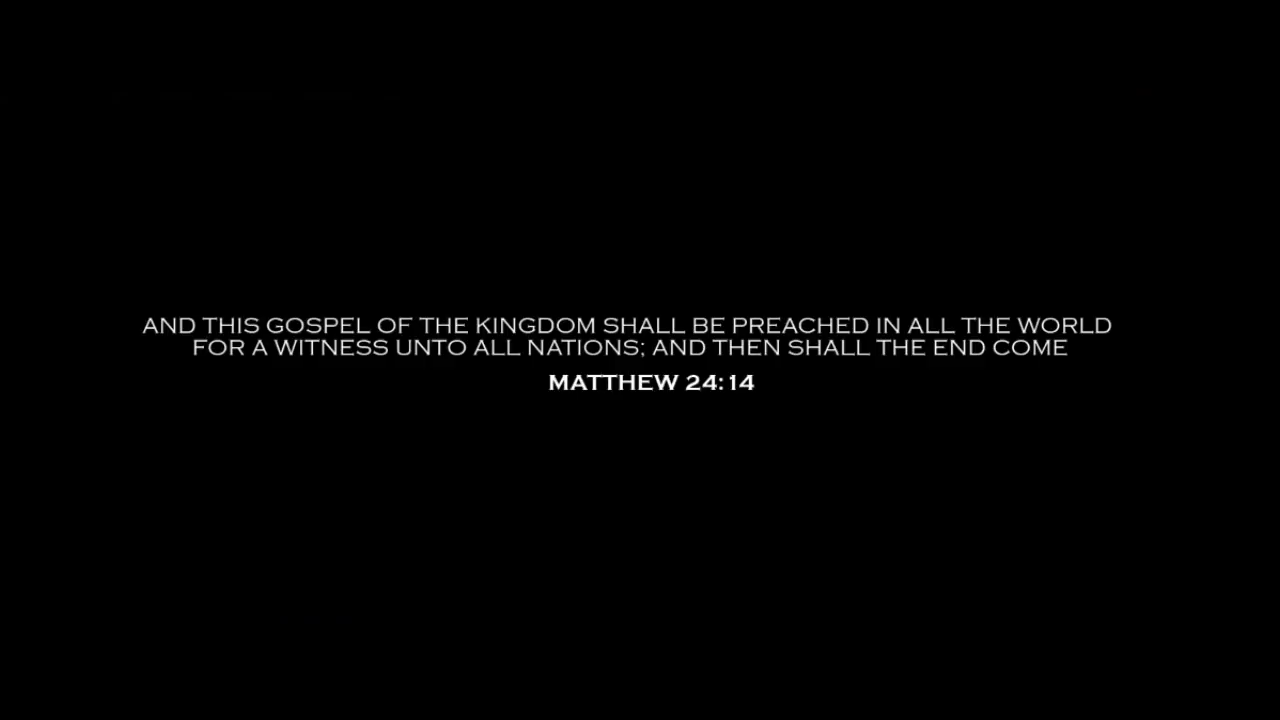 AND THIS GOSPEL OF THE KINGDOM SHALL BE PREACHED IN ALL THE WORLD
FOR A WITNESS UNTO ALL NATIONS; AND THEN SHALL THE END COME
MATTHEW 24:14